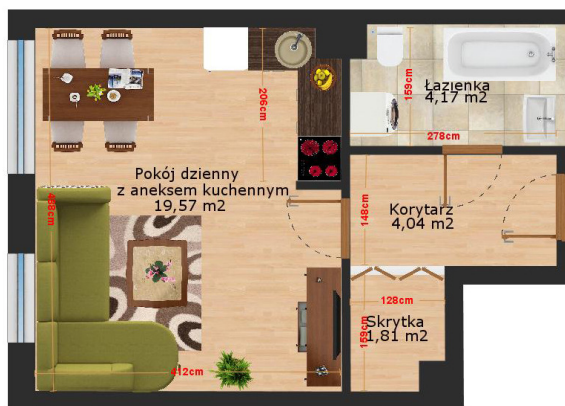 206cm
159cm
Łazienka
4,17 m2
278cm
Pokój dzienny
z aneksem kuchennym
19,57 m2
148cm
Korytarz
4,04 m2
128cm
Skrytka
1,81 m2
159cm
412cm